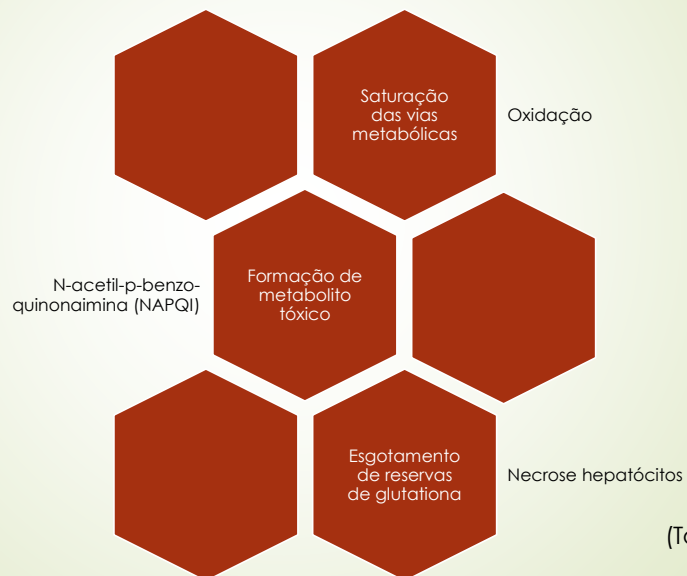 Saturação
das vias
metabólicas
Oxidação
N-acetil-p-benzo-
quinonaimina (NAPQI)
Formação de
metabolito
tóxico
Esgotamento
de reservas
de glutationa
Necrose hepatócitos